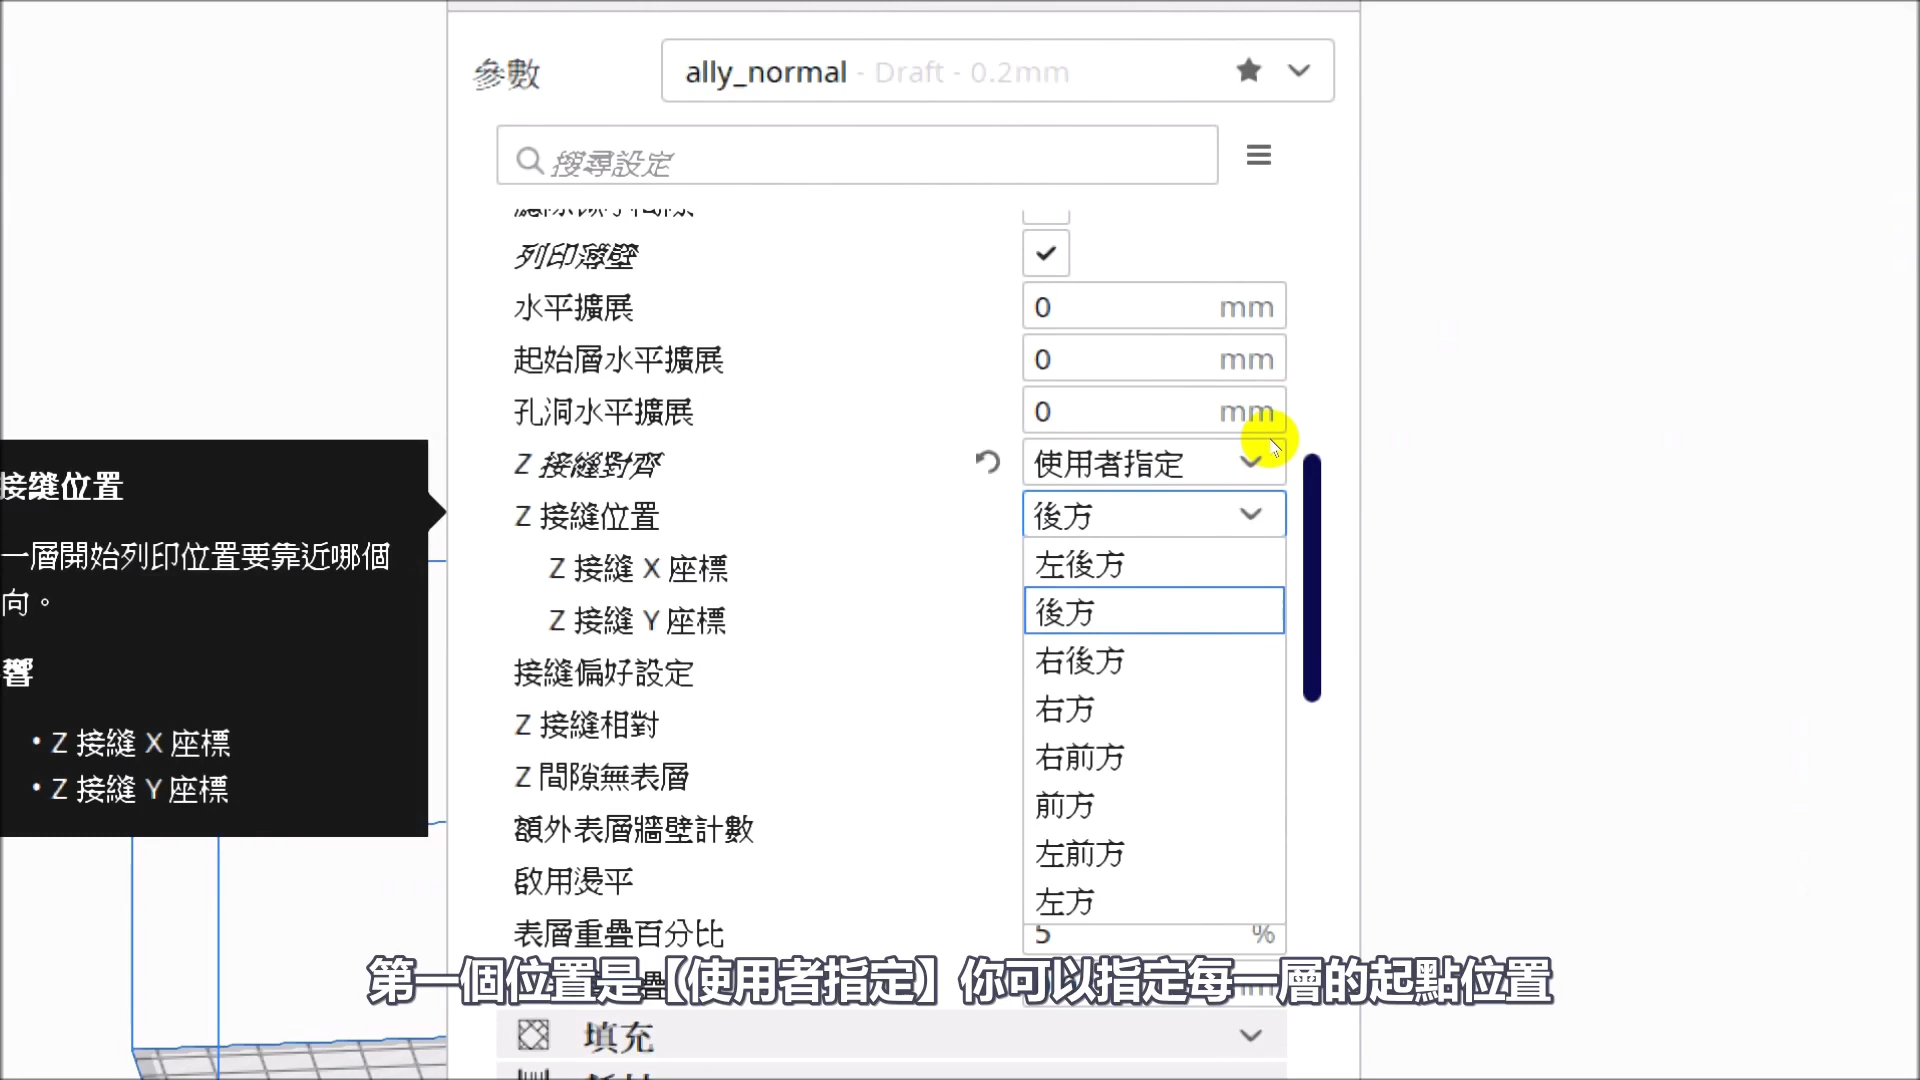 參數
ally_normal - Draft - 0.2mm
搜尋設定
列印薄壁
水平擴展 0 mm
起始層水平擴展 0 mm
孔洞水平擴展 0 mm
Z 接縫對齊 使用者指定
Z 接縫位置 後方
左後方
Z 接縫 X 座標
後方
Z 接縫 Y 座標
右後方
接縫偏好設定
右方
Z 接縫相對
右前方
Z 間隙無表層
前方
額外表層牆壁計數
左前方
啟用燙平
左方
表層重疊百分比 5 %
接縫位置
一層開始列印位置要靠近哪個
向。
響
• Z 接縫 X 座標
• Z 接縫 Y 座標
第一個位置是【使用者指定】你可以指定每一層的起點位置
填充